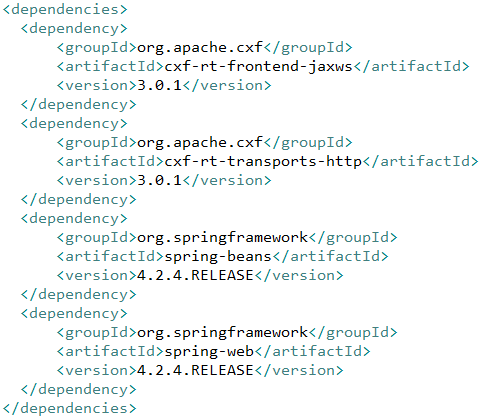 <dependencies>
  <dependency>
      <groupId>org.apache.cxf</groupId>
      <artifactId>cxf-rt-frontend-jaxws</artifactId>
      <version>3.0.1</version>
  </dependency>
  <dependency>
      <groupId>org.apache.cxf</groupId>
      <artifactId>cxf-rt-transports-http</artifactId>
      <version>3.0.1</version>
  </dependency>
  <dependency>
      <groupId>org.springframework</groupId>
      <artifactId>spring-beans</artifactId>
      <version>4.2.4.RELEASE</version>
  </dependency>
  <dependency>
      <groupId>org.springframework</groupId>
      <artifactId>spring-web</artifactId>
      <version>4.2.4.RELEASE</version>
  </dependency>
</dependencies>